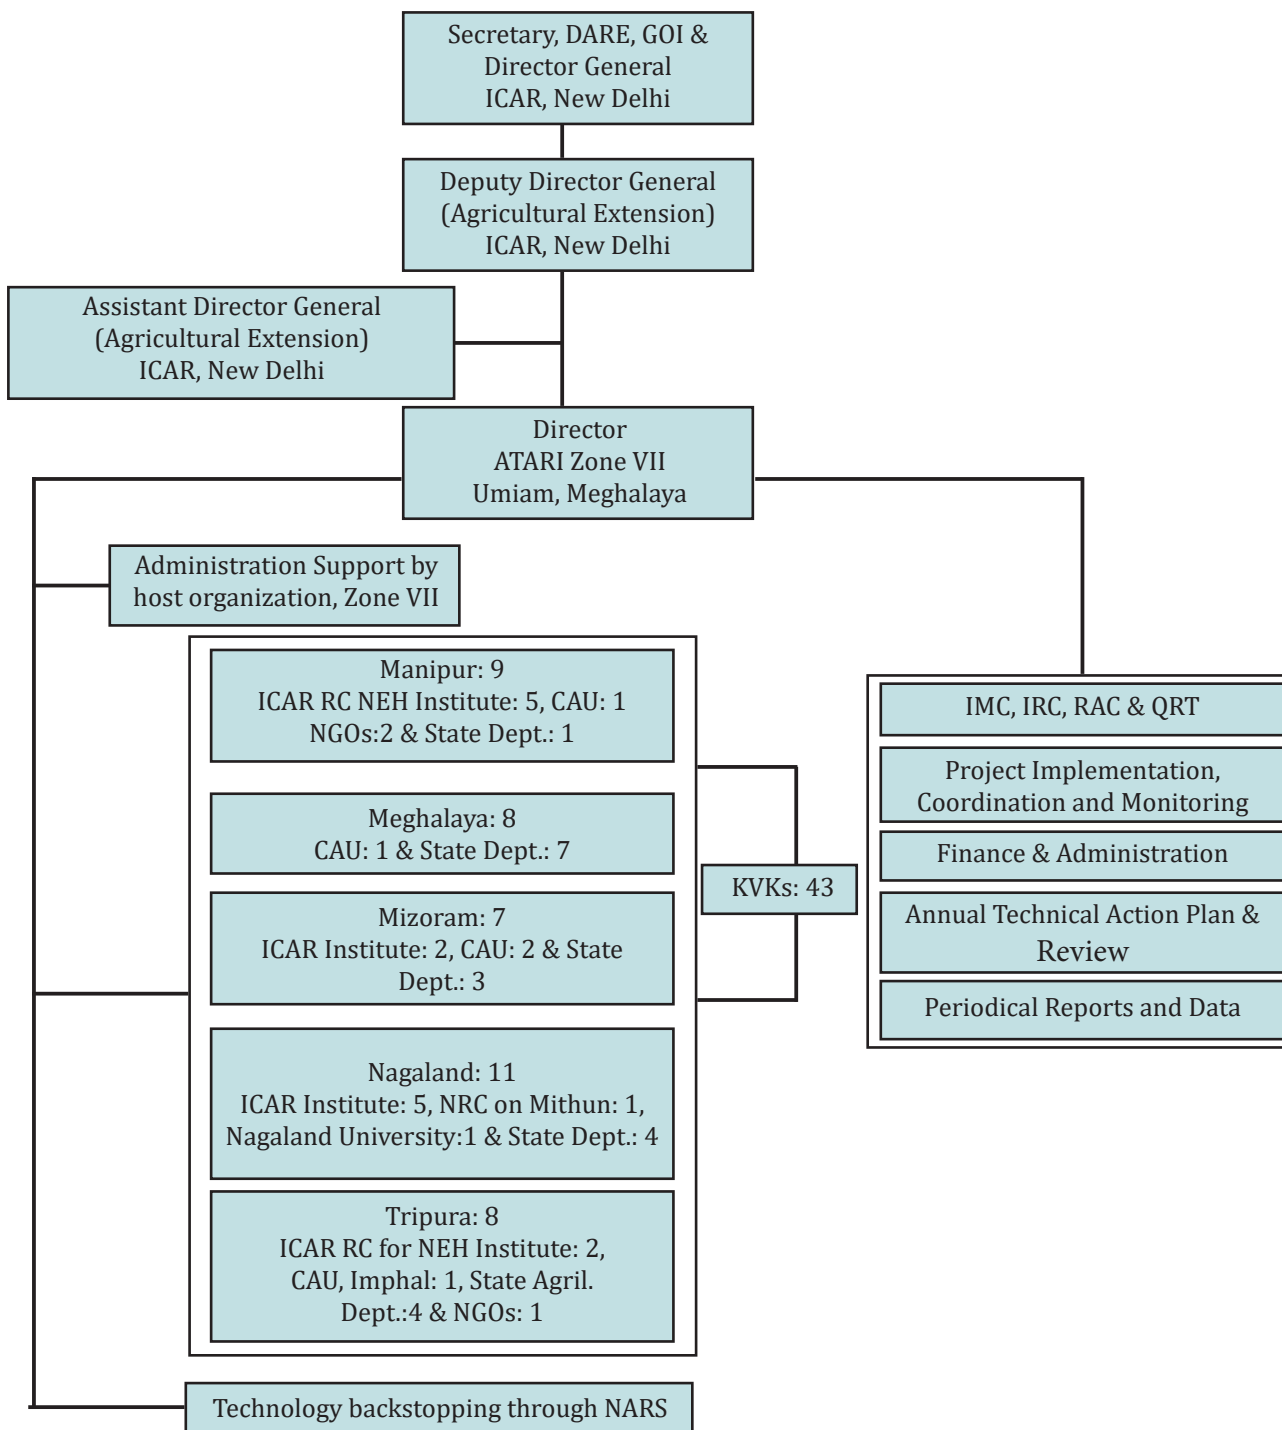 Secretary, DARE, GOI &
Director General
ICAR, New Delhi
Deputy Director General
(Agricultural Extension)
ICAR, New Delhi
Assistant Director General
(Agricultural Extension)
ICAR, New Delhi
Director
ATARI Zone VII
Umiam, Meghalaya
Administration Support by
host organization, Zone VII
Manipur: 9
ICAR RC NEH Institute: 5, CAU: 1
NGOs:2 & State Dept.: 1
Meghalaya: 8
CAU: 1 & State Dept.: 7
Mizoram: 7
ICAR Institute: 2, CAU: 2 & State
Dept.: 3
Nagaland: 11
ICAR Institute: 5, NRC on Mithun: 1,
Nagaland University:1 & State Dept.: 4
Tripura: 8
ICAR RC for NEH Institute: 2,
CAU, Imphal: 1, State Agril.
Dept.:4 & NGOs: 1
KVKs: 43
IMC, IRC, RAC & QRT
Project Implementation,
Coordination and Monitoring
Finance & Administration
Annual Technical Action Plan &
Review
Periodical Reports and Data
Technology backstopping through NARS